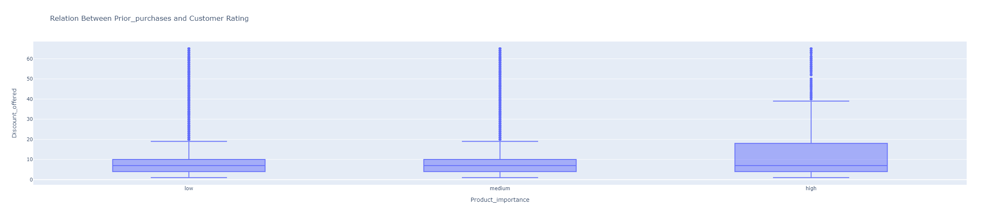 Relation Between Prior_purchases and Customer Rating
60
50
40
30
20
10
0
Discount_offered
low medium high
Product_importance